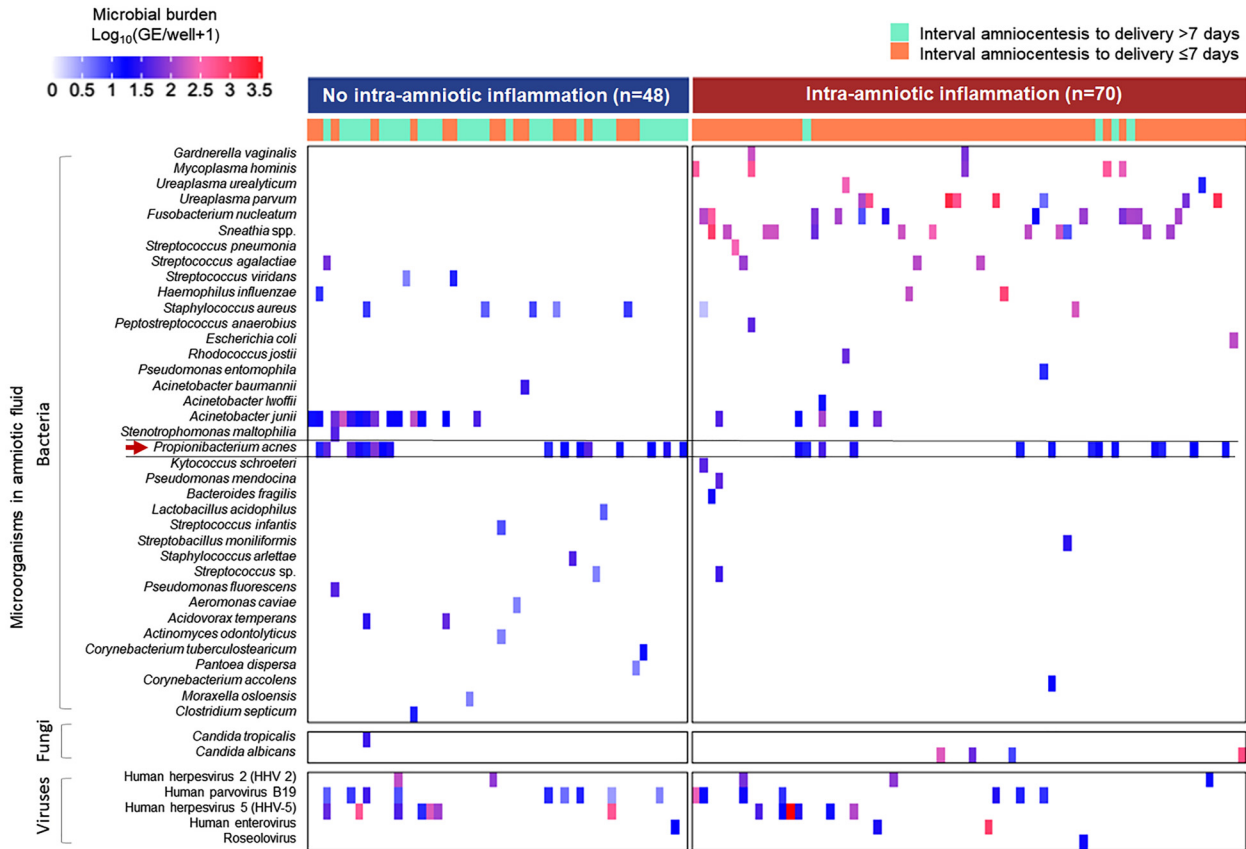 Microbial burden
Log10(GE/well+1)
0 0.5 1 1.5 2 2.5 3 3.5
Interval amniocentesis to delivery >7 days
Interval amniocentesis to delivery ≤7 days
No intra-amniotic inflammation (n=48)
Intra-amniotic inflammation (n=70)
Microorganisms in amniotic fluid
Bacteria
Gardnerella vaginalis
Mycoplasma hominis
Ureaplasma urealyticum
Ureaplasma parvum
Fusobacterium nucleatum
Sneathia spp.
Streptococcus pneumonia
Streptococcus agalactiae
Streptococcus viridans
Haemophilus influenzae
Staphylococcus aureus
Peptostreptococcus anaerobius
Escherichia coli
Rhodococcus jostii
Pseudomonas entomophila
Acinetobacter baumannii
Acinetobacter lwoffii
Acinetobacter junii
Stenotrophomonas maltophilia
Propionibacterium acnes
Kytococcus schroeteri
Pseudomonas mendocina
Bacteroides fragilis
Lactobacillus acidophilus
Streptococcus infantis
Streptobacillus moniliformis
Staphylococcus arlettae
Streptococcus sp.
Pseudomonas fluorescens
Aeromonas caviae
Acidovorax temperans
Actinomyces odontolyticus
Corynebacterium tuberculostearicum
Pantoea dispersa
Corynebacterium accolens
Moraxella osloensis
Clostridium septicum
Fungi
Candida tropicalis
Candida albicans
Viruses
Human herpesvirus 2 (HHV 2)
Human parvovirus B19
Human herpesvirus 5 (HHV-5)
Human enterovirus
Roseolovirus